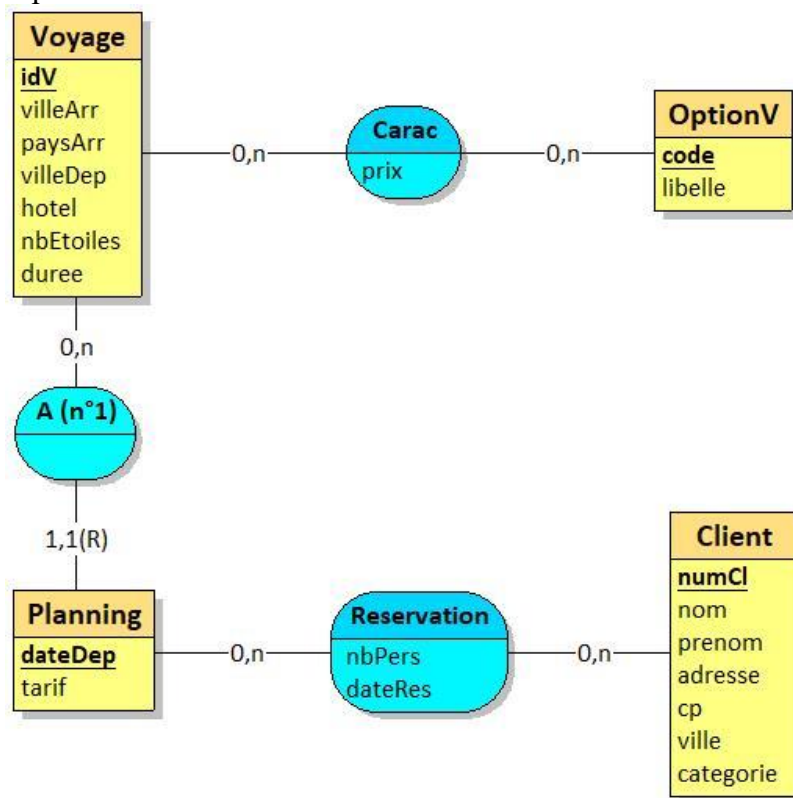 Voyage
idV
villeArr
paysArr
villeDep
hotel
nbEtoiles
duree
0,n
Carac
prix
0,n
OptionV
code
libelle
0,n
A (n°1)
1,1(R)
Planning
dateDep
tarif
0,n
Reservation
nbPers
dateRes
0,n
Client
numCl
nom
prenom
adresse
cp
ville
categorie